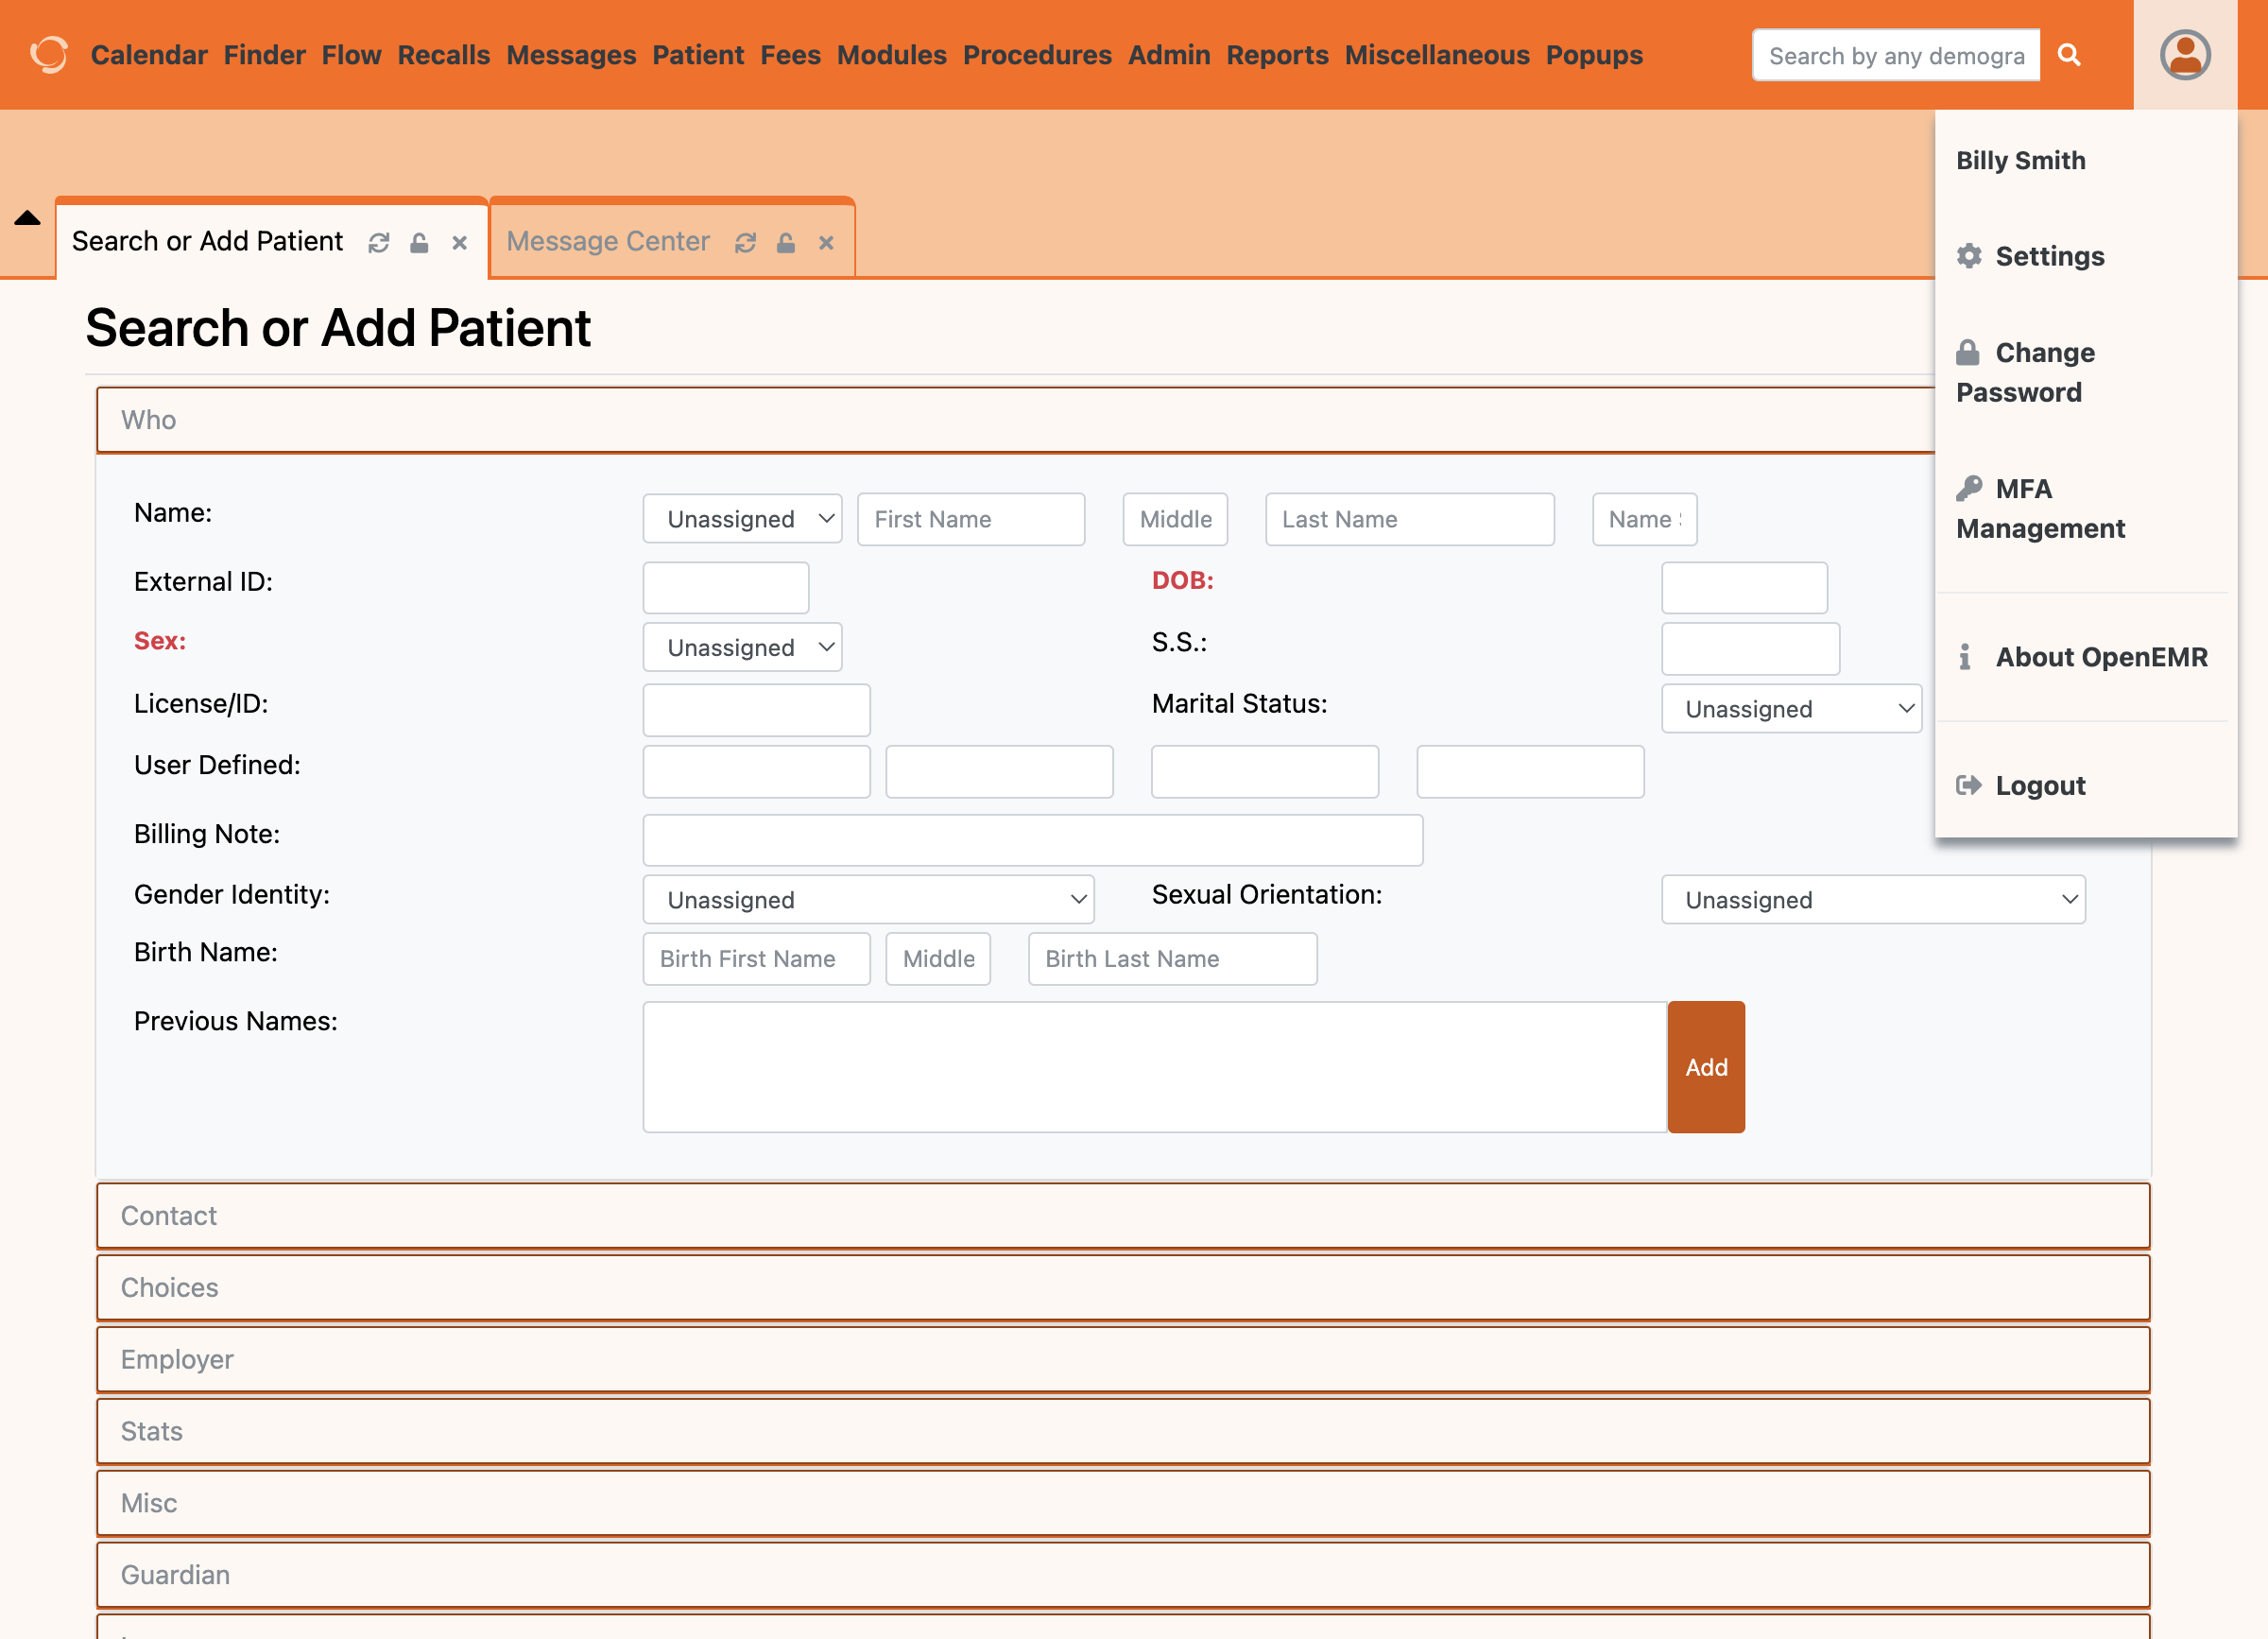 Calendar Finder Flow Recalls Messages Patient Fees Modules Procedures Admin Reports Miscellaneous Popups
Search by any demogra
Billy Smith
Settings
Change
Password
MFA
Management
About OpenEMR
Logout
Search or Add Patient
Message Center
Search or Add Patient
Who
Name: Unassigned First Name Middle Last Name Name
External ID: DOB:
Sex: Unassigned S.S.:
License/ID: Marital Status: Unassigned
User Defined:
Billing Note:
Gender Identity: Unassigned Sexual Orientation: Unassigned
Birth Name: Birth First Name Middle Birth Last Name
Previous Names: Add
Contact
Choices
Employer
Stats
Misc
Guardian